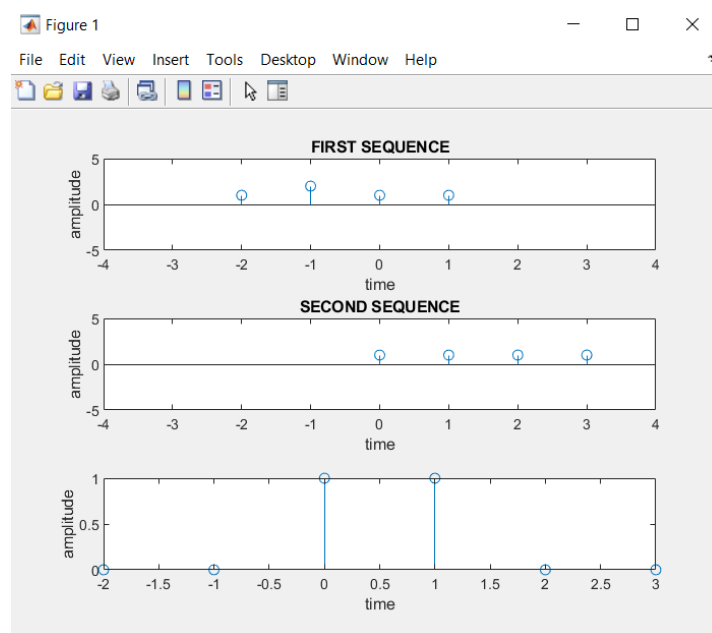 Figure 1
File Edit View Insert Tools Desktop Window Help
FIRST SEQUENCE
amplitude
5
0
-5
-4 -3 -2 -1 0 1 2 3 4
time
SECOND SEQUENCE
amplitude
5
0
-5
-4 -3 -2 -1 0 1 2 3 4
time
amplitude
1
0.5
0
-2 -1.5 -1 -0.5 0 0.5 1 1.5 2 2.5 3
time